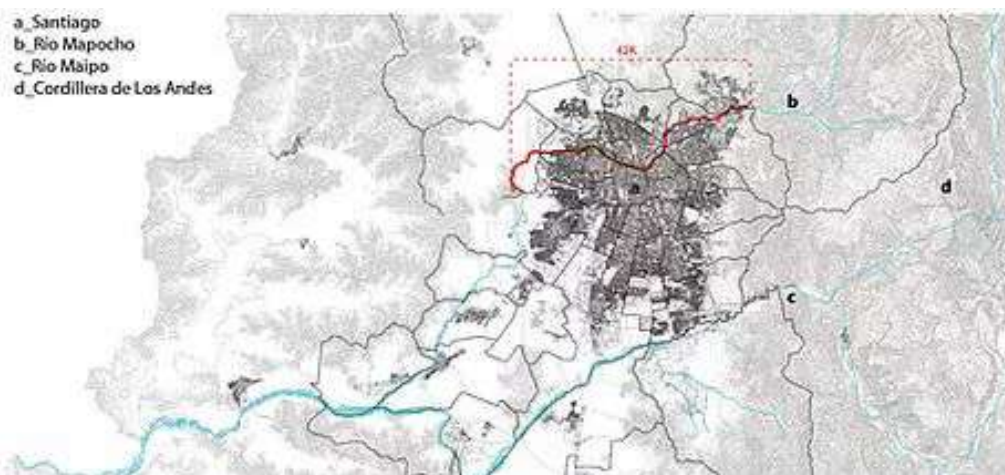 a_Santiago
b_Rio Mapocho
c_Rio Maipo
d_Cordillera de Los Andes
42K
b
a
d
c